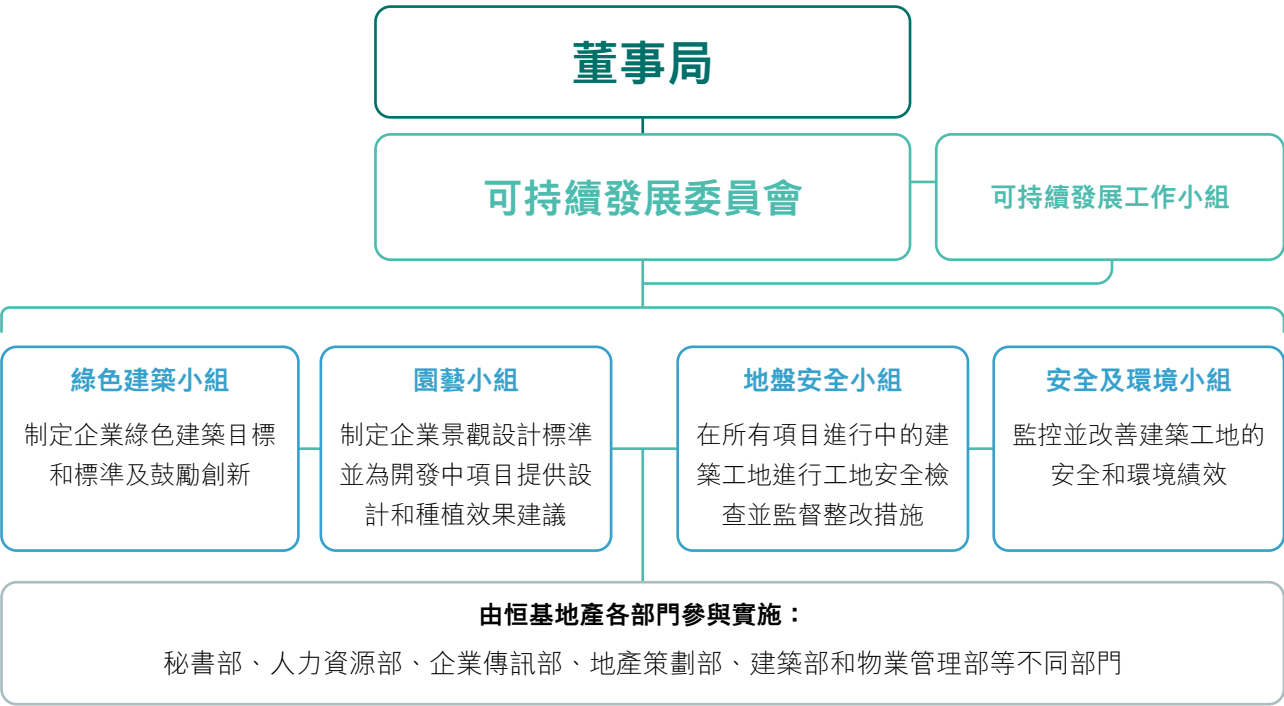 董事局
可持續發展委員會
可持續發展工作小組
綠色建築小組
制定企業綠色建築目標
和標準及鼓勵創新
園藝小組
制定企業景觀設計標準
並為開發中項目提供設
計和種植效果建議
地盤安全小組
在所有項目進行中的建
築工地進行工地安全檢
查並監督整改措施
安全及環境小組
監控並改善建築工地的
安全和環境績效
由恒基地產各部門參與實施：
秘書部、人力資源部、企業傳訊部、地產策劃部、建築部和物業管理部等不同部門